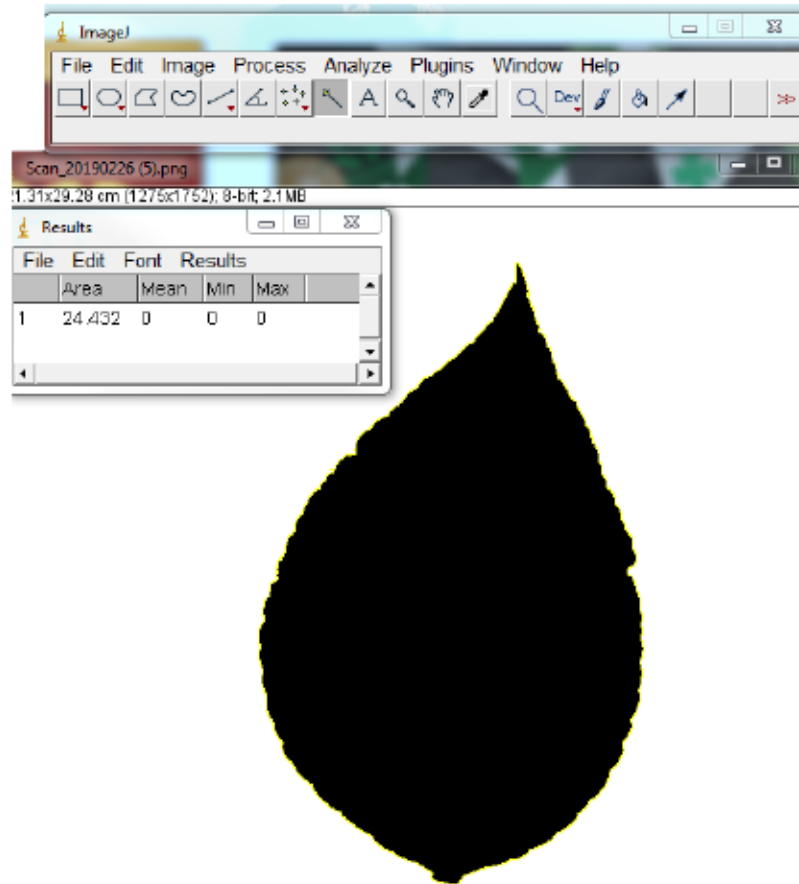 ImageJ
File Edit Image Process Analyze Plugins Window Help
A Dev
Scan_20190226 (5).png
1.31x29.28 cm (1275x1752); 8-bit; 2.1MB
Results
File Edit Font Results
Area Mean Min Max
1 24.432 0 0 0